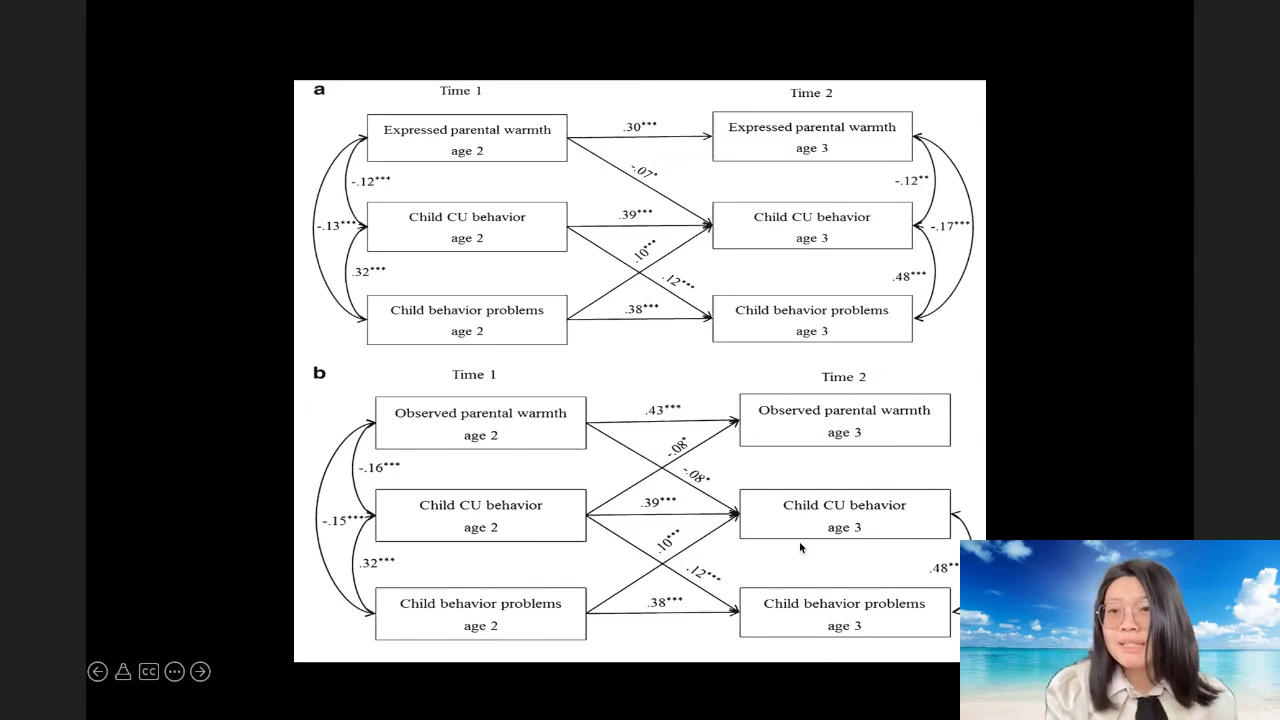 a
Time 1
Time 2
Expressed parental warmth
age 2
.30***
Expressed parental warmth
age 3
-.12***
-.07*
-.12**
-.13***
Child CU behavior
age 2
.39***
Child CU behavior
age 3
-.17***
.32***
.10***
.12***
.48***
Child behavior problems
age 2
.38***
Child behavior problems
age 3
b
Time 1
Time 2
Observed parental warmth
age 2
.43***
Observed parental warmth
age 3
-.16***
-.08*
-.08*
-.15***
Child CU behavior
age 2
.39***
Child CU behavior
age 3
.32***
.10***
.12***
.48**
Child behavior problems
age 2
.38***
Child behavior problems
age 3
CC